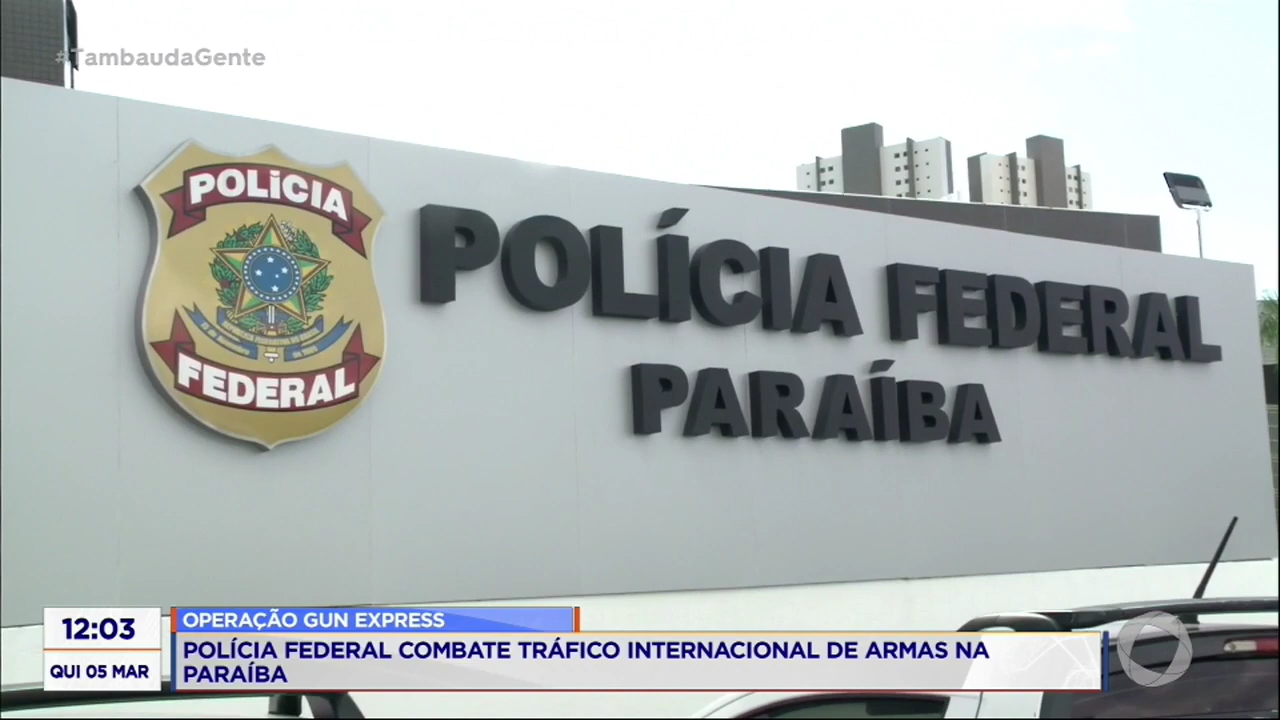 #TambaudaGente
POLÍCIA
FEDERAL
POLÍCIA FEDERAL
PARAÍBA
12:03
QUI 05 MAR
OPERAÇÃO GUN EXPRESS
POLÍCIA FEDERAL COMBATE TRÁFICO INTERNACIONAL DE ARMAS NA
PARAÍBA